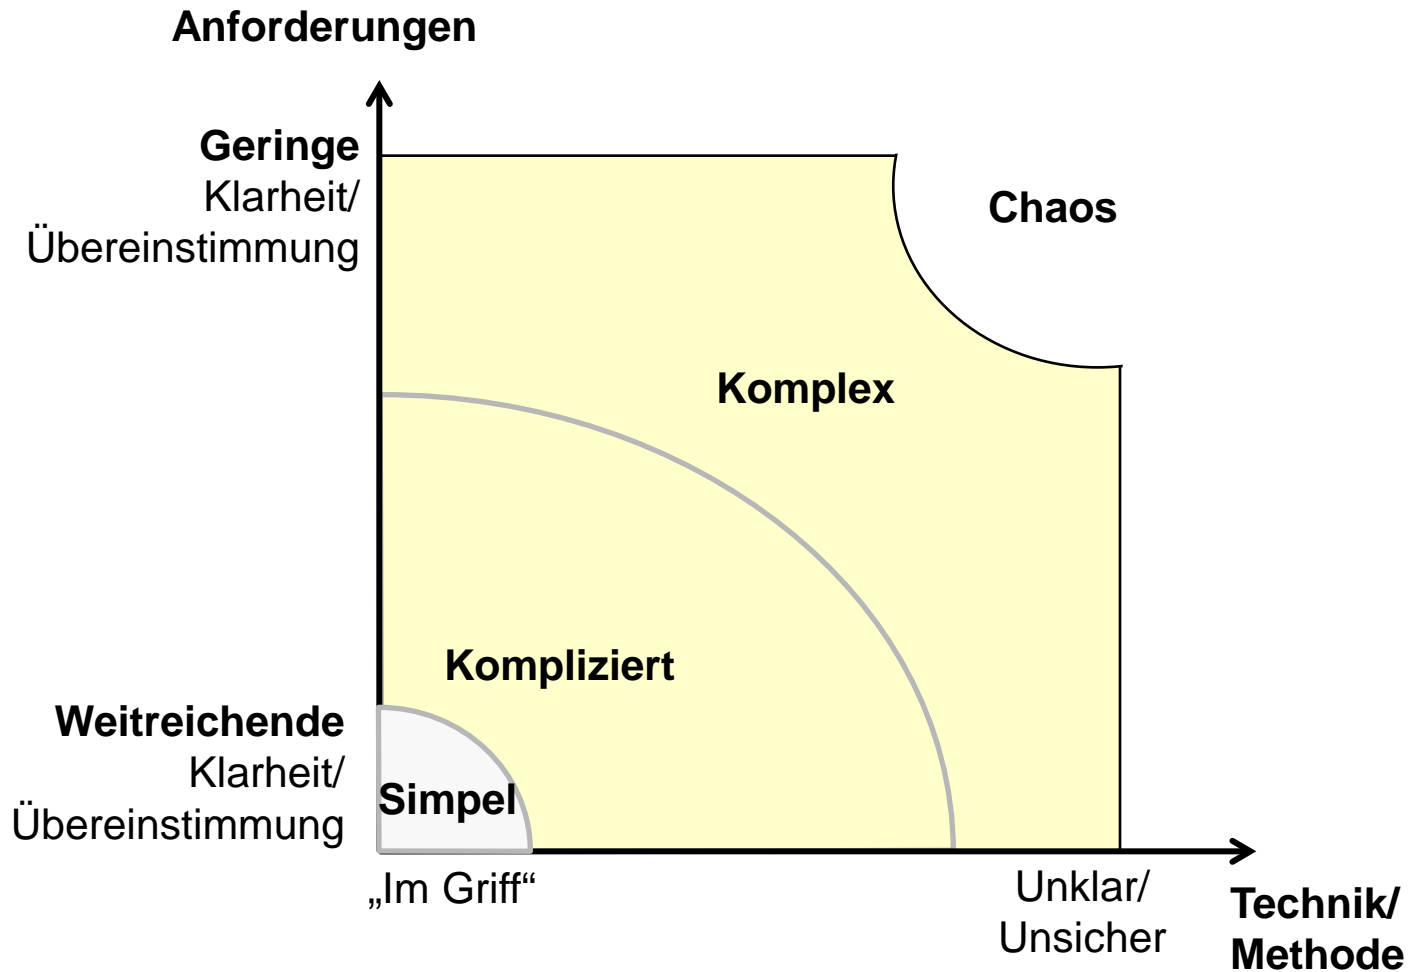 Anforderungen
Geringe
Klarheit/
Übereinstimmung
Chaos
Komplex
Kompliziert
Weitreichende
Klarheit/
Übereinstimmung
Simpel
„Im Griff“
Unklar/
Unsicher
Technik/
Methode